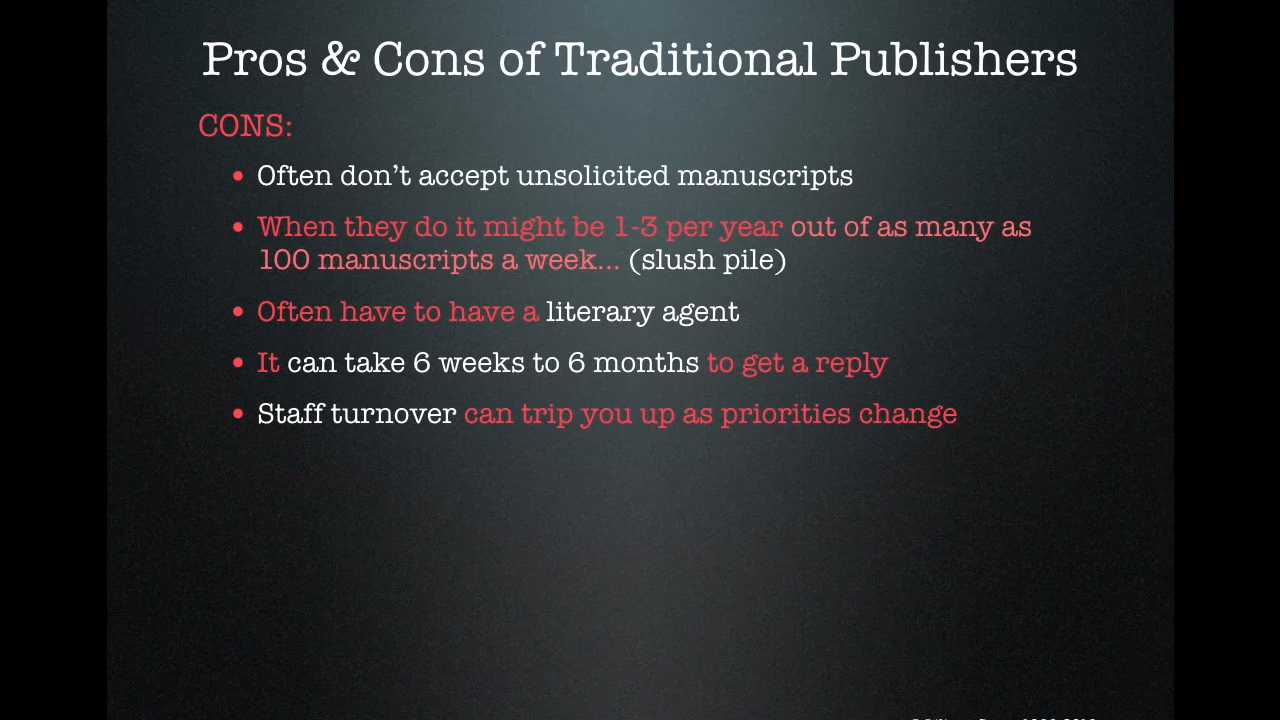 Pros & Cons of Traditional Publishers
CONS:
• Often don't accept unsolicited manuscripts
• When they do it might be 1-3 per year out of as many as
100 manuscripts a week... (slush pile)
• Often have to have a literary agent
• It can take 6 weeks to 6 months to get a reply
• Staff turnover can trip you up as priorities change